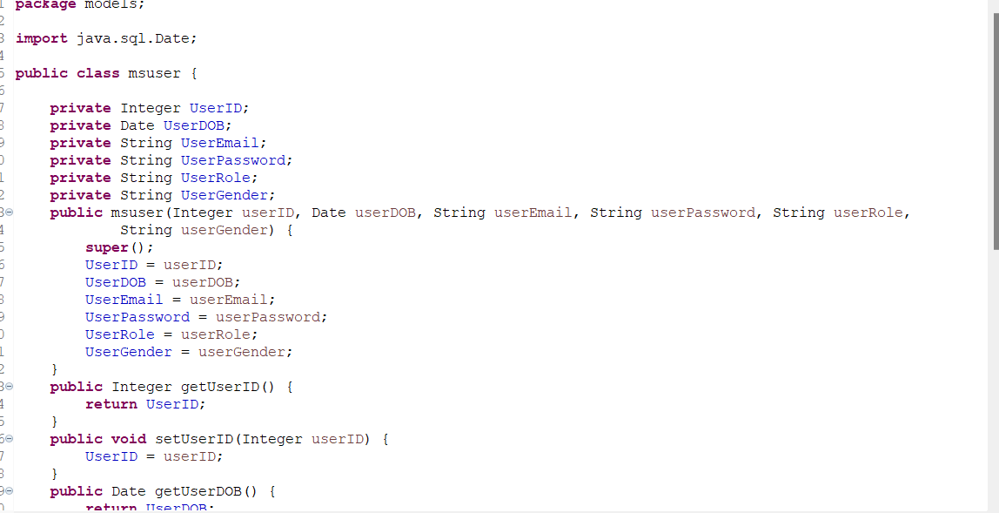 package models;
import java.sql.Date;
public class msuser {
private Integer UserID;
private Date UserDOB;
private String UserEmail;
private String UserPassword;
private String UserRole;
private String UserGender;
public msuser(Integer userID, Date userDOB, String userEmail, String userPassword, String userRole,
String userGender) {
super();
UserID = userID;
UserDOB = userDOB;
UserEmail = userEmail;
UserPassword = userPassword;
UserRole = userRole;
UserGender = userGender;
}
public Integer getUserID() {
return UserID;
}
public void setUserID(Integer userID) {
UserID = userID;
}
public Date getUserDOB() {
return UserDOB;